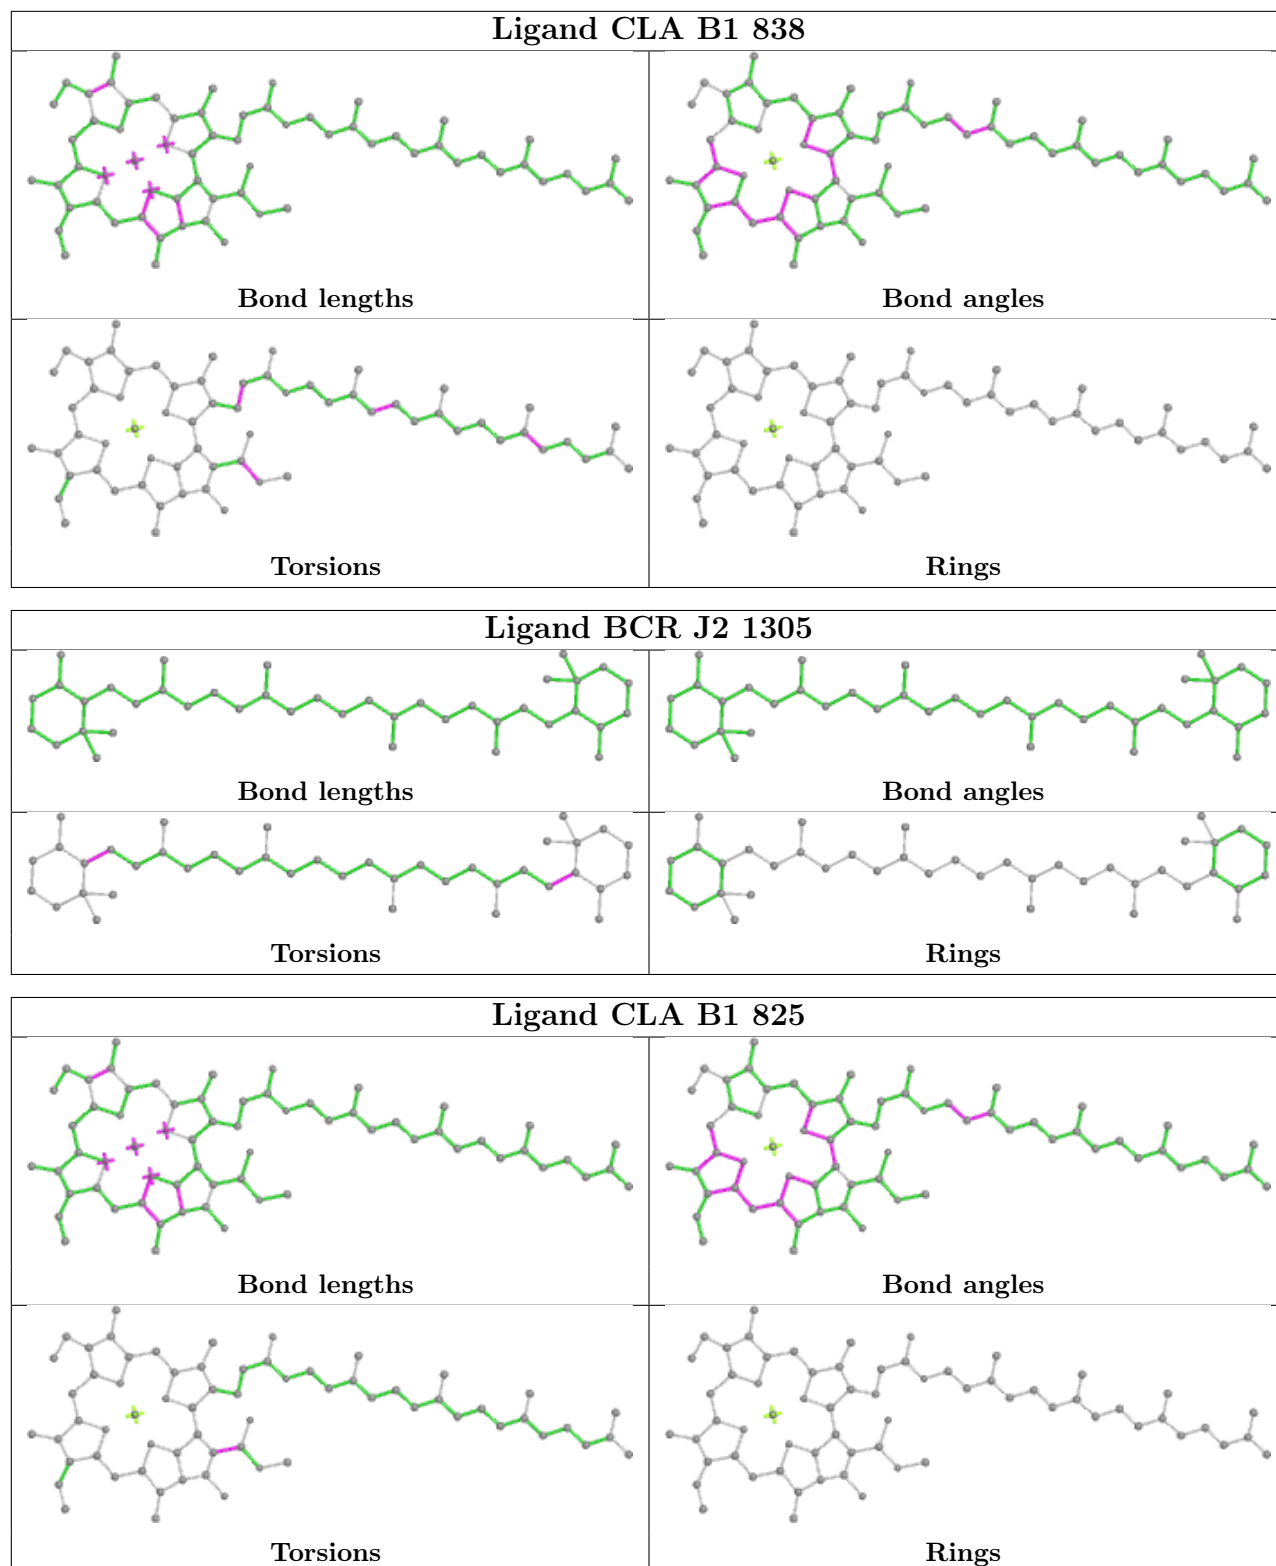 Ligand CLA B1 838
Bond lengths
Bond angles
Torsions
Rings
Ligand BCR J2 1305
Bond lengths
Bond angles
Torsions
Rings
Ligand CLA B1 825
Bond lengths
Bond angles
Torsions
Rings